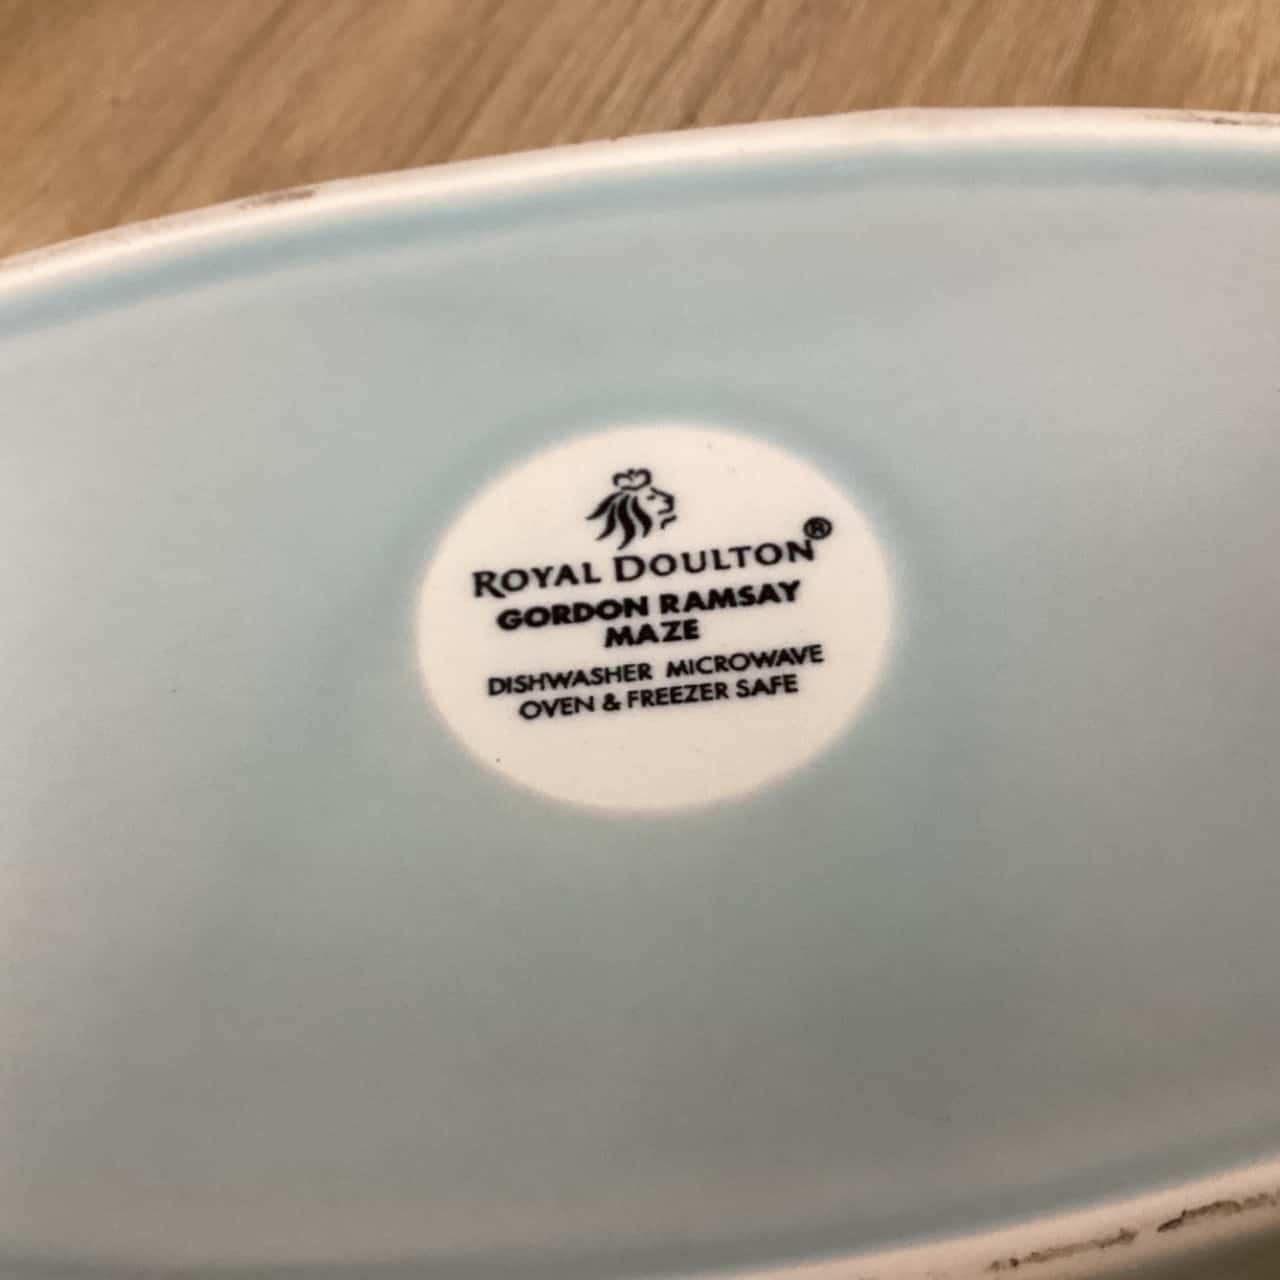 ROYAL DOULTON®
GORDON RAMSAY
MAZE
DISHWASHER MICROWAVE
OVEN & FREEZER SAFE